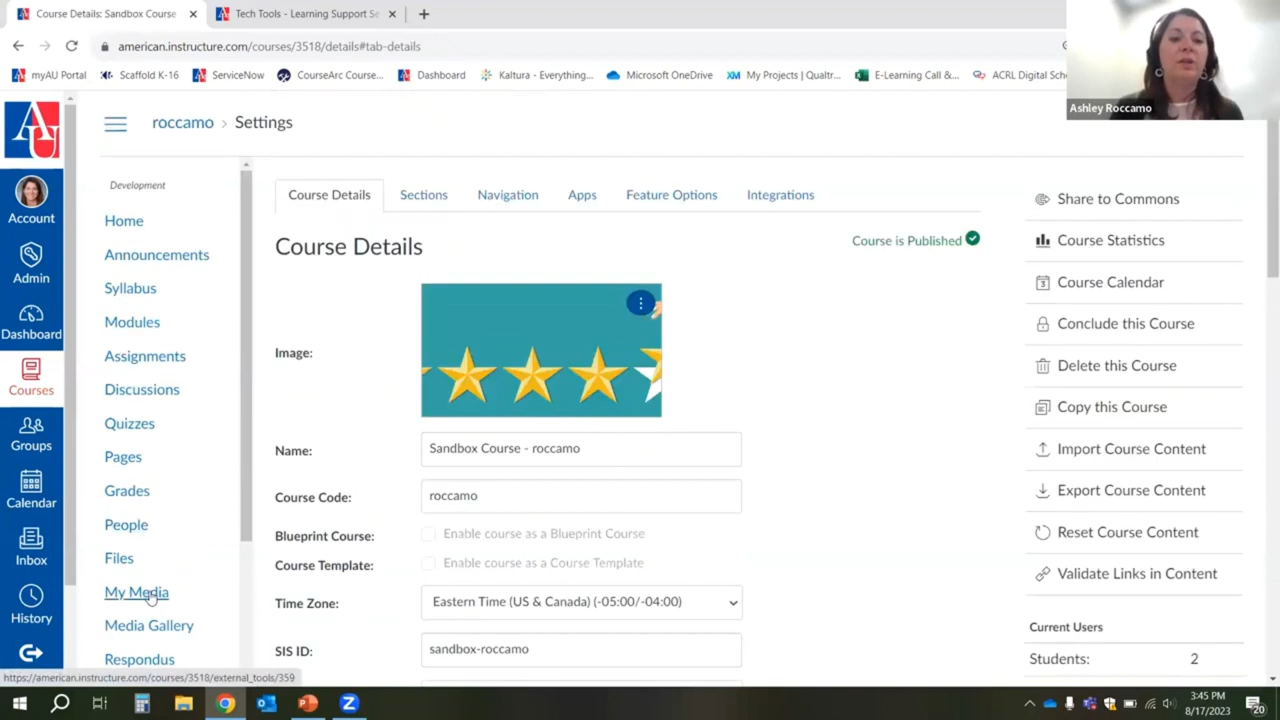 Course Details: Sandbox Course
Tech Tools - Learning Support Se
american.instructure.com/courses/3518/details#tab-details
myAU Portal
Scaffold K-16
ServiceNow
CourseArc Course...
Dashboard
Kaltura - Everything...
Microsoft OneDrive
My Projects | Qualtr...
E-Learning Call &...
ACRL Digital Sch
Ashley Roccamo
AU
Account
Admin
Dashboard
Courses
Groups
Calendar
Inbox
History
roccamo > Settings
Development
Home
Announcements
Syllabus
Modules
Assignments
Discussions
Quizzes
Pages
Grades
People
Files
My Media
Media Gallery
Respondus
Course Details
Sections
Navigation
Apps
Feature Options
Integrations
Course Details
Course is Published
Image:
Name:
Sandbox Course - roccamo
Course Code:
roccamo
Blueprint Course:
Enable course as a Blueprint Course
Course Template:
Enable course as a Course Template
Time Zone:
Eastern Time (US & Canada) (-05:00/-04:00)
SIS ID:
sandbox-roccamo
Share to Commons
Course Statistics
Course Calendar
Conclude this Course
Delete this Course
Copy this Course
Import Course Content
Export Course Content
Reset Course Content
Validate Links in Content
Current Users
Students: 2
https://american.instructure.com/courses/3518/external_tools/359
3:45 PM
8/17/2023
20